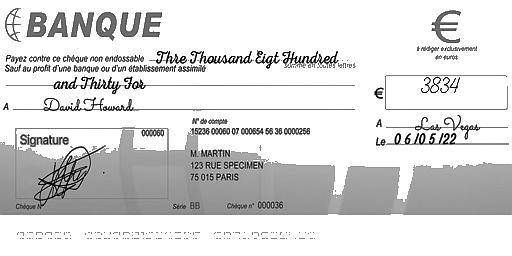 BANQUE
€
à rédiger exclusivement
en euros
Payez contre ce chèque non endossable Thre Thousand Eigt Hundred
Sauf au profit d'une banque ou d'un établissement assimilé
somme en toutes lettres
and Thirty For
€ 3834
A David Howard
N° de compte
000060
15236 00060 07 000654 56 36 0000256
A Las Vegas
Signature
Le 06/05/22
M. MARTIN
123 RUE SPECIMEN
75 015 PARIS
Chèque N°
Série BB
Chèque n° 000036